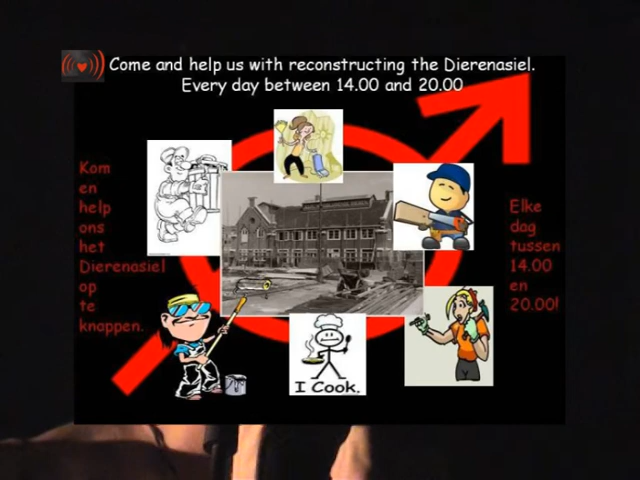 Come and help us with reconstructing the Dierenasiel.
Every day between 14.00 and 20.00
Kom
en
help
ons
het
Dierenasiel
op
te
knappen.
Elke
dag
tussen
14.00
en
20.00!
I Cook.